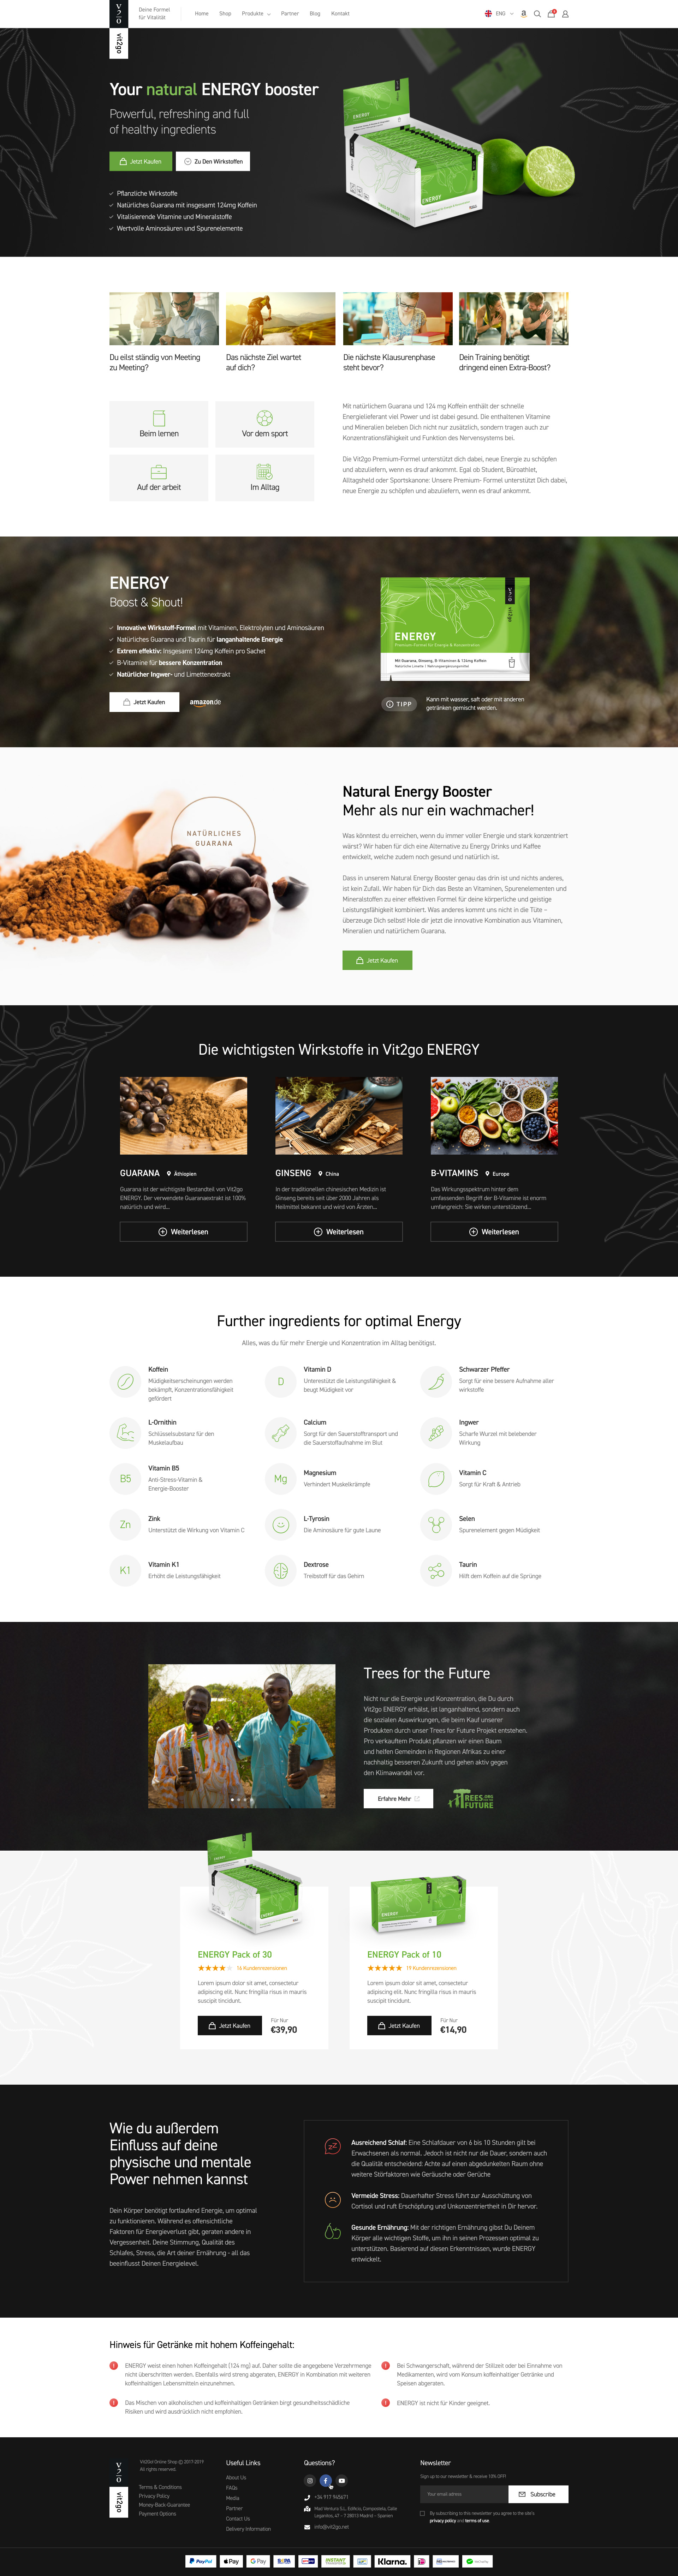 V2go
Deine Formel
für Vitalität
Home
Shop
Produkte
Partner
Blog
Kontakt
ENG
vit2go
Your natural ENERGY booster
Powerful, refreshing and full
of healthy ingredients
Jetzt Kaufen
Zu Den Wirkstoffen
Pflanzliche Wirkstoffe
Natürliches Guarana mit insgesamt 124mg Koffein
Vitalisierende Vitamine und Mineralstoffe
Wertvolle Aminosäuren und Spurenelemente
ENERGY
ENERGY
Du eilst ständig von Meeting
zu Meeting?
Das nächste Ziel wartet
auf dich?
Die nächste Klausurenphase
steht bevor?
Dein Training benötigt
dringend einen Extra-Boost?
Beim lernen
Vor dem sport
Auf der arbeit
Im Alltag
Mit natürlichem Guarana und 124 mg Koffein enthält der schnelle
Energielieferant viel Power und ist dabei gesund. Die enthaltenen Vitamine
und Mineralien beleben Dich nicht nur zusätzlich, sondern tragen auch zur
Konzentrationsfähigkeit und Funktion des Nervensystems bei.
Die Vit2go Premium-Formel unterstützt dich dabei, neue Energie zu schöpfen
und abzuliefern, wenn es drauf ankommt. Egal ob Student, Büroathlet,
Alltagsheld oder Sportskanone: Unsere Premium- Formel unterstützt Dich dabei,
neue Energie zu schöpfen und abzuliefern, wenn es drauf ankommt.
ENERGY
Boost & Shout!
Innovative Wirkstoff-Formel mit Vitaminen, Elektrolyten und Aminosäuren
Natürliches Guarana und Taurin für langanhaltende Energie
Extrem effektiv: Insgesamt 124mg Koffein pro Sachet
B-Vitamine für bessere Konzentration
Natürlicher Ingwer- und Limettenextrakt
Jetzt Kaufen
amazon.de
vit2go
ENERGY
Premium-Formel für Energie & Konzentration
Mit Guarana, Ginseng, B Vitaminen & 124mg Koffein
Natürliche Limette / Nahrungsergänzungsmittel
TIPP
Kann mit wasser, saft oder mit anderen
getränken gemischt werden.
NATÜRLICHES
GUARANA
Natural Energy Booster
Mehr als nur ein wachmacher!
Was könntest du erreichen, wenn du immer voller Energie und stark konzentriert
wärst? Wir haben für dich eine Alternative zu Energy Drinks und Kaffee
entwickelt, welche zudem noch gesund und natürlich ist.
Dass in unserem Natural Energy Booster genau das drin ist und nichts anderes,
ist kein Zufall. Wir haben für Dich das Beste an Vitaminen, Spurenelementen und
Mineralstoffen zu einer effektiven Formel für deine körperliche und geistige
Leistungsfähigkeit kombiniert. Was anderes kommt uns nicht in die Tüte –
überzeuge Dich selbst! Hole dir jetzt die innovative Kombination aus Vitaminen,
Mineralien und natürlichem Guarana.
Jetzt Kaufen
Die wichtigsten Wirkstoffe in Vit2go ENERGY
GUARANA
Äthiopien
Guarana ist der wichtigste Bestandteil von Vit2go
ENERGY. Der verwendete Guaranaextrakt ist 100%
natürlich und wird...
Weiterlesen
GINSENG
China
In der traditionellen chinesischen Medizin ist
Ginseng bereits seit über 2000 Jahren als
Heilmittel bekannt und wird von Ärzten...
Weiterlesen
B-VITAMINS
Europe
Das Wirkungsspektrum hinter dem
umfassenden Begriff der B-Vitamine ist enorm
umfangreich: Sie wirken unterstützend...
Weiterlesen
Further ingredients for optimal Energy
Alles, was du für mehr Energie und Konzentration im Alltag benötigst.
Koffein
Müdigkeitserscheinungen werden
bekämpft, Konzentrationsfähigkeit
gefördert
D
Vitamin D
Unterestützt die Leistungsfähigkeit &
beugt Müdigkeit vor
Schwarzer Pfeffer
Sorgt für eine bessere Aufnahme aller
wirkstoffe
L-Ornithin
Schlüsselsubstanz für den
Muskelaufbau
Calcium
Sorgt für den Sauerstofftransport und
die Sauerstoffaufnahme im Blut
Ingwer
Scharfe Wurzel mit belebender
Wirkung
B5
Vitamin B5
Anti-Stress-Vitamin &
Energie-Booster
Mg
Magnesium
Verhindert Muskelkrämpfe
Vitamin C
Sorgt für Kraft & Antrieb
Zn
Zink
Unterstützt die Wirkung von Vitamin C
L-Tyrosin
Die Aminosäure für gute Laune
Selen
Spurenelement gegen Müdigkeit
K1
Vitamin K1
Erhöht die Leistungsfähigkeit
Dextrose
Treibstoff für das Gehirn
Taurin
Hilft dem Koffein auf die Sprünge
Trees for the Future
Nicht nur die Energie und Konzentration, die Du durch
Vit2go ENERGY erhälst, ist langanhaltend, sondern auch
die sozialen Auswirkungen, die beim Kauf unserer
Produkten durch unser Trees for Future Projekt entstehen.
Pro verkauftem Produkt pflanzen wir einen Baum
und helfen Gemeinden in Regionen Afrikas zu einer
nachhaltig besseren Zukunft und gehen aktiv gegen
den Klimawandel vor.
Erfahre Mehr
TREES.ORG
FUTURE
ENERGY Pack of 30
16 Kundenrezensionen
Lorem ipsum dolor sit amet, consectetur
adipiscing elit. Nunc fringilla risus in mauris
suscipit tincidunt.
Jetzt Kaufen
Für Nur
€39,90
ENERGY Pack of 10
19 Kundenrezensionen
Lorem ipsum dolor sit amet, consectetur
adipiscing elit. Nunc fringilla risus in mauris
suscipit tincidunt.
Jetzt Kaufen
Für Nur
€14,90
Wie du außerdem
Einfluss auf deine
physische und mentale
Power nehmen kannst
Dein Körper benötigt fortlaufend Energie, um optimal
zu funktionieren. Während es offensichtliche
Faktoren für Energieverlust gibt, geraten andere in
Vergessenheit. Deine Stimmung, Qualität des
Schlafes, Stress, die Art deiner Ernährung - all das
beeinflusst Deinen Energielevel.
Ausreichend Schlaf: Eine Schlafdauer von 6 bis 10 Stunden gilt bei
Erwachsenen als normal. Jedoch ist nicht nur die Dauer, sondern auch
die Qualität entscheidend: Achte auf einen abgedunkelten Raum ohne
weitere Störfaktoren wie Geräusche oder Gerüche
Vermeide Stress: Dauerhafter Stress führt zur Ausschüttung von
Cortisol und ruft Erschöpfung und Unkonzentriertheit in Dir hervor.
Gesunde Ernährung: Mit der richtigen Ernährung gibst Du Deinem
Körper alle wichtigen Stoffe, um ihn in seinen Prozessen optimal zu
unterstützen. Basierend auf diesen Erkenntnissen, wurde ENERGY
entwickelt.
Hinweis für Getränke mit hohem Koffeingehalt:
ENERGY weist einen hohen Koffeingehalt (124 mg) auf. Daher sollte die angegebene Verzehrmenge
nicht überschritten werden. Ebenfalls wird streng abgeraten, ENERGY in Kombination mit weiteren
koffeinhaltigen Lebensmitteln einzunehmen.
Das Mischen von alkoholischen und koffeinhaltigen Getränken birgt gesundheitsschädliche
Risiken und wird ausdrücklich nicht empfohlen.
Bei Schwangerschaft, während der Stillzeit oder bei Einnahme von
Medikamenten, wird vom Konsum koffeinhaltiger Getränke und
Speisen abgeraten.
ENERGY ist nicht für Kinder geeignet.
vit2go
Vit2Go! Online Shop © 2017-2019
All rights reserved.
Terms & Conditions
Privacy Policy
Money-Back-Guarantee
Payment Options
Useful Links
About Us
FAQs
Media
Partner
Contact Us
Delivery Information
Questions?
+34 917 945671
Mad Ventura S.L., Edificio, Compostela, Calle
Leganitos, 47 - 7 28013 Madrid - Spanien
info@vit2go.net
Newsletter
Sign up to our newsletter & receive 10% OFF!
Your email adress
Subscribe
By subscribing to this newsletter you agree to the site's
privacy policy and terms of use.
PayPal
Pay
G Pay
SEPA
INSTANT
Klarna.